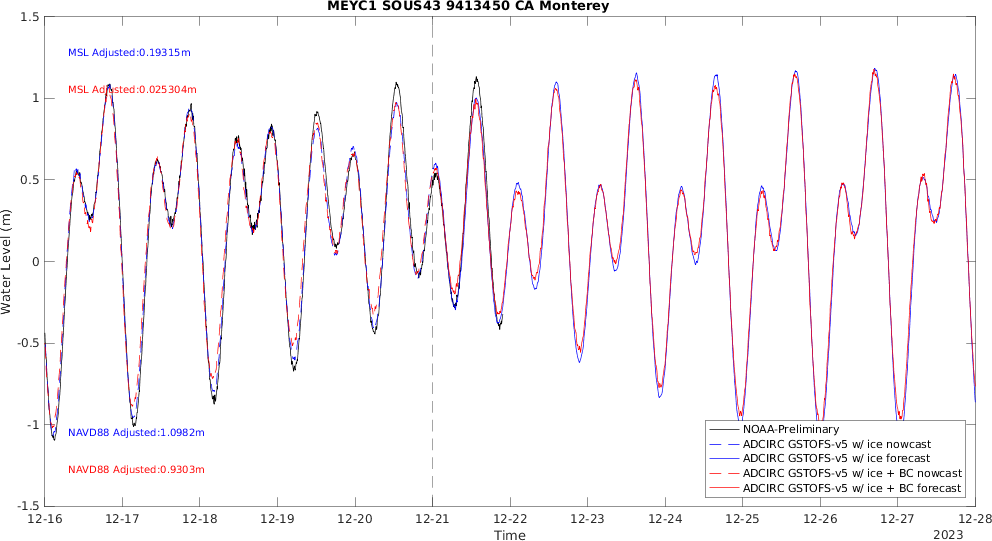 MEYC1 SOUS43 9413450 CA Monterey
1.5
1
0.5
0
-0.5
-1
-1.5
Water Level (m)
MSL Adjusted:0.19315m
MSL Adjusted:0.025304m
NAVD88 Adjusted:1.0982m
NAVD88 Adjusted:0.9303m
NOAA-Preliminary
ADCIRC GSTOFS-v5 w/ ice nowcast
ADCIRC GSTOFS-v5 w/ ice forecast
ADCIRC GSTOFS-v5 w/ ice + BC nowcast
ADCIRC GSTOFS-v5 w/ ice + BC forecast
12-16 12-17 12-18 12-19 12-20 12-21 12-22 12-23 12-24 12-25 12-26 12-27 12-28
Time
2023